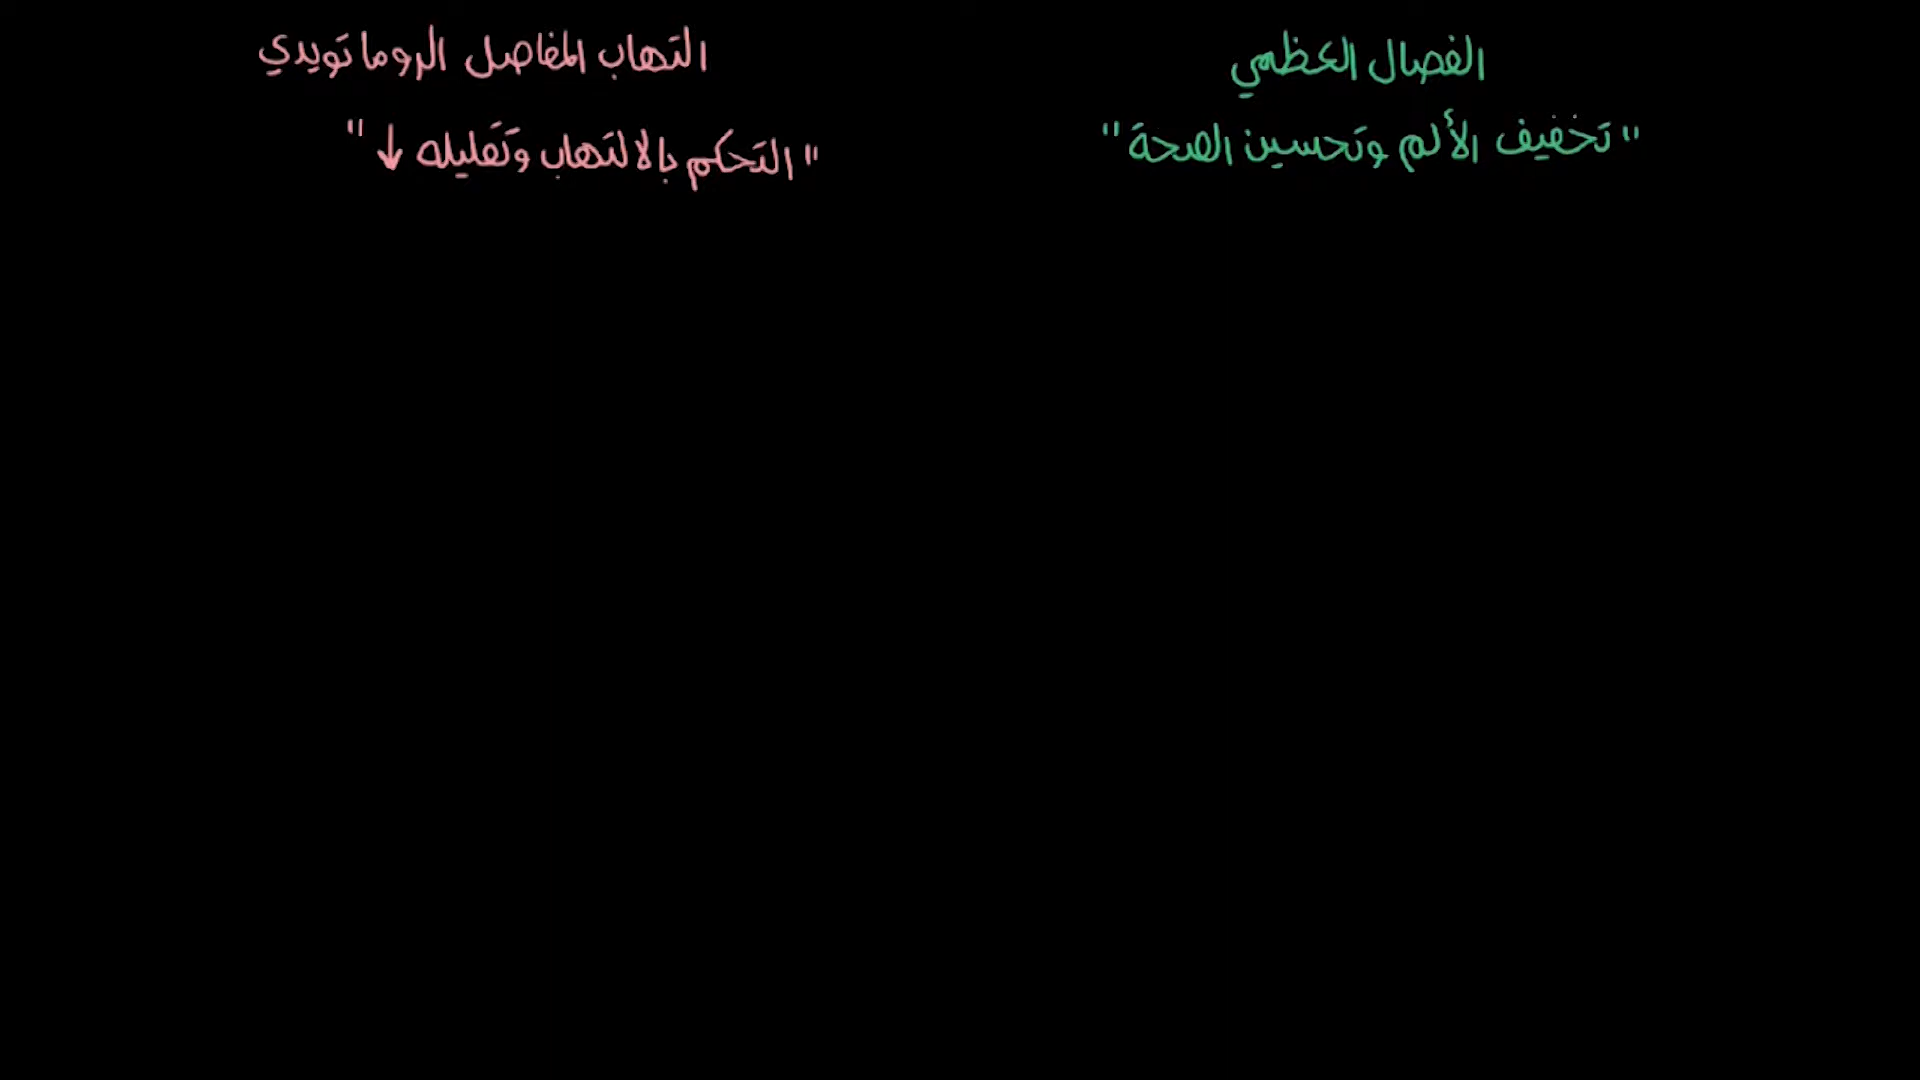 الفصال العظمي
"تخفيف الألم وتحسين الصحة"
التهاب المفاصل الروماتويدي
"التحكم بالالتهاب وتقليله ↓"